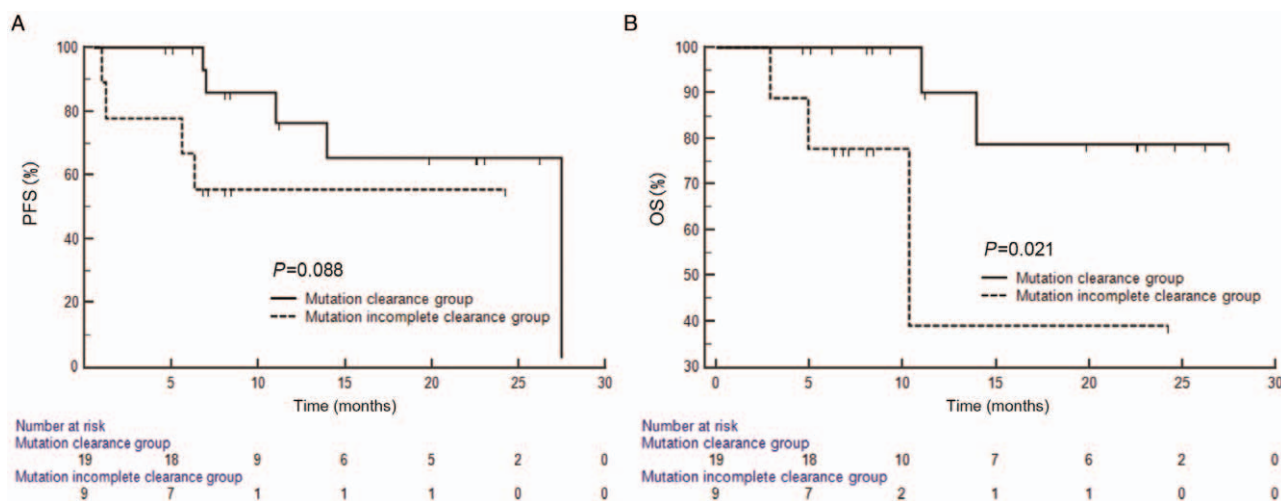 A
100
80
60
40
20
0
PFS (%)
P=0.088
Mutation clearance group
Mutation incomplete clearance group
5 10 15 20 25 30
Time (months)
Number at risk
Mutation clearance group
19 18 9 6 5 2 0
Mutation incomplete clearance group
9 7 1 1 1 0 0
B
100
90
80
70
60
50
40
30
OS (%)
P=0.021
Mutation clearance group
Mutation incomplete clearance group
0 5 10 15 20 25 30
Time (months)
Number at risk
Mutation clearance group
19 18 10 7 6 2 0
Mutation incomplete clearance group
9 7 2 1 1 0 0